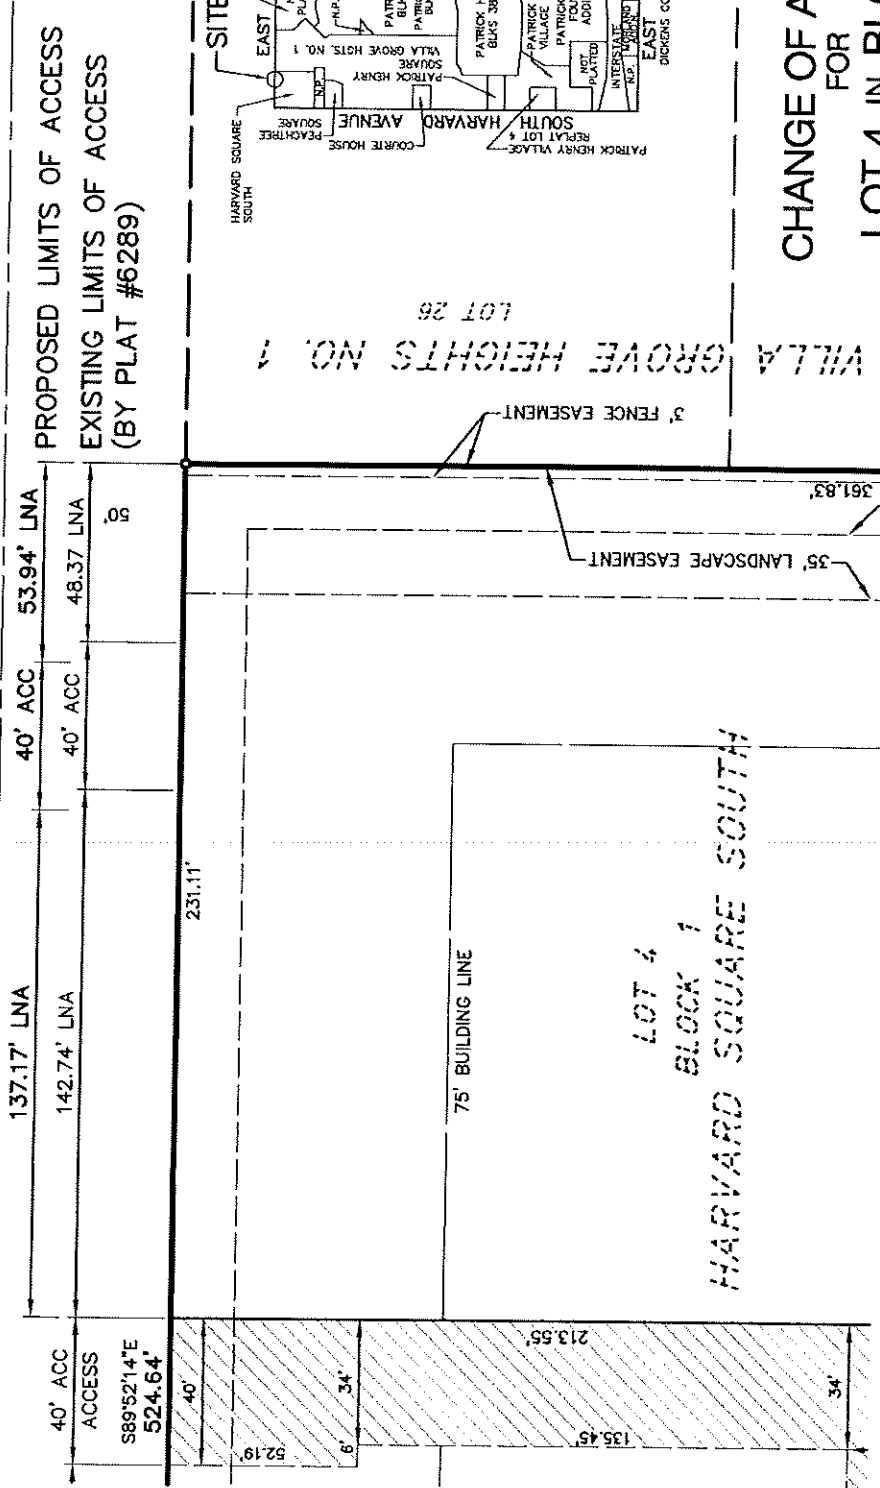 PROPOSED LIMITS OF ACCESS
EXISTING LIMITS OF ACCESS
(BY PLAT #6289)
137.17' LNA
40' ACC
53.94' LNA
40' ACC
142.74' LNA
40' ACC
48.37 LNA
50'
ACCESS
S89°52'14"E
524.64'
231.11'
40'
52.19'
6'
34'
213.55'
135.45'
34'
75' BUILDING LINE
LOT 4
BLOCK 1
HARVARD SQUARE SOUTH
35' LANDSCAPE EASEMENT
3' FENCE EASEMENT
361.83'
VILLA GROVE HEIGHTS NO. 1
LOT 26
SITE
EAST
HARVARD SQUARE
SOUTH
N.P.
PEACHTREE
SQUARE
VILLA GROVE HGTS. NO. 1
N.P.
COURTE HOUSE
PATRICK HENRY
SQUARE
SOUTH HARVARD AVENUE
PATRICK HENRY VILLAGE
REPLAT LOT 4
PATRICK
VILLAGE
NOT
PLATTED
INTERSTATE
N.P.
EAST
CHANGE OF A
FOR
LOT 4 IN BLO